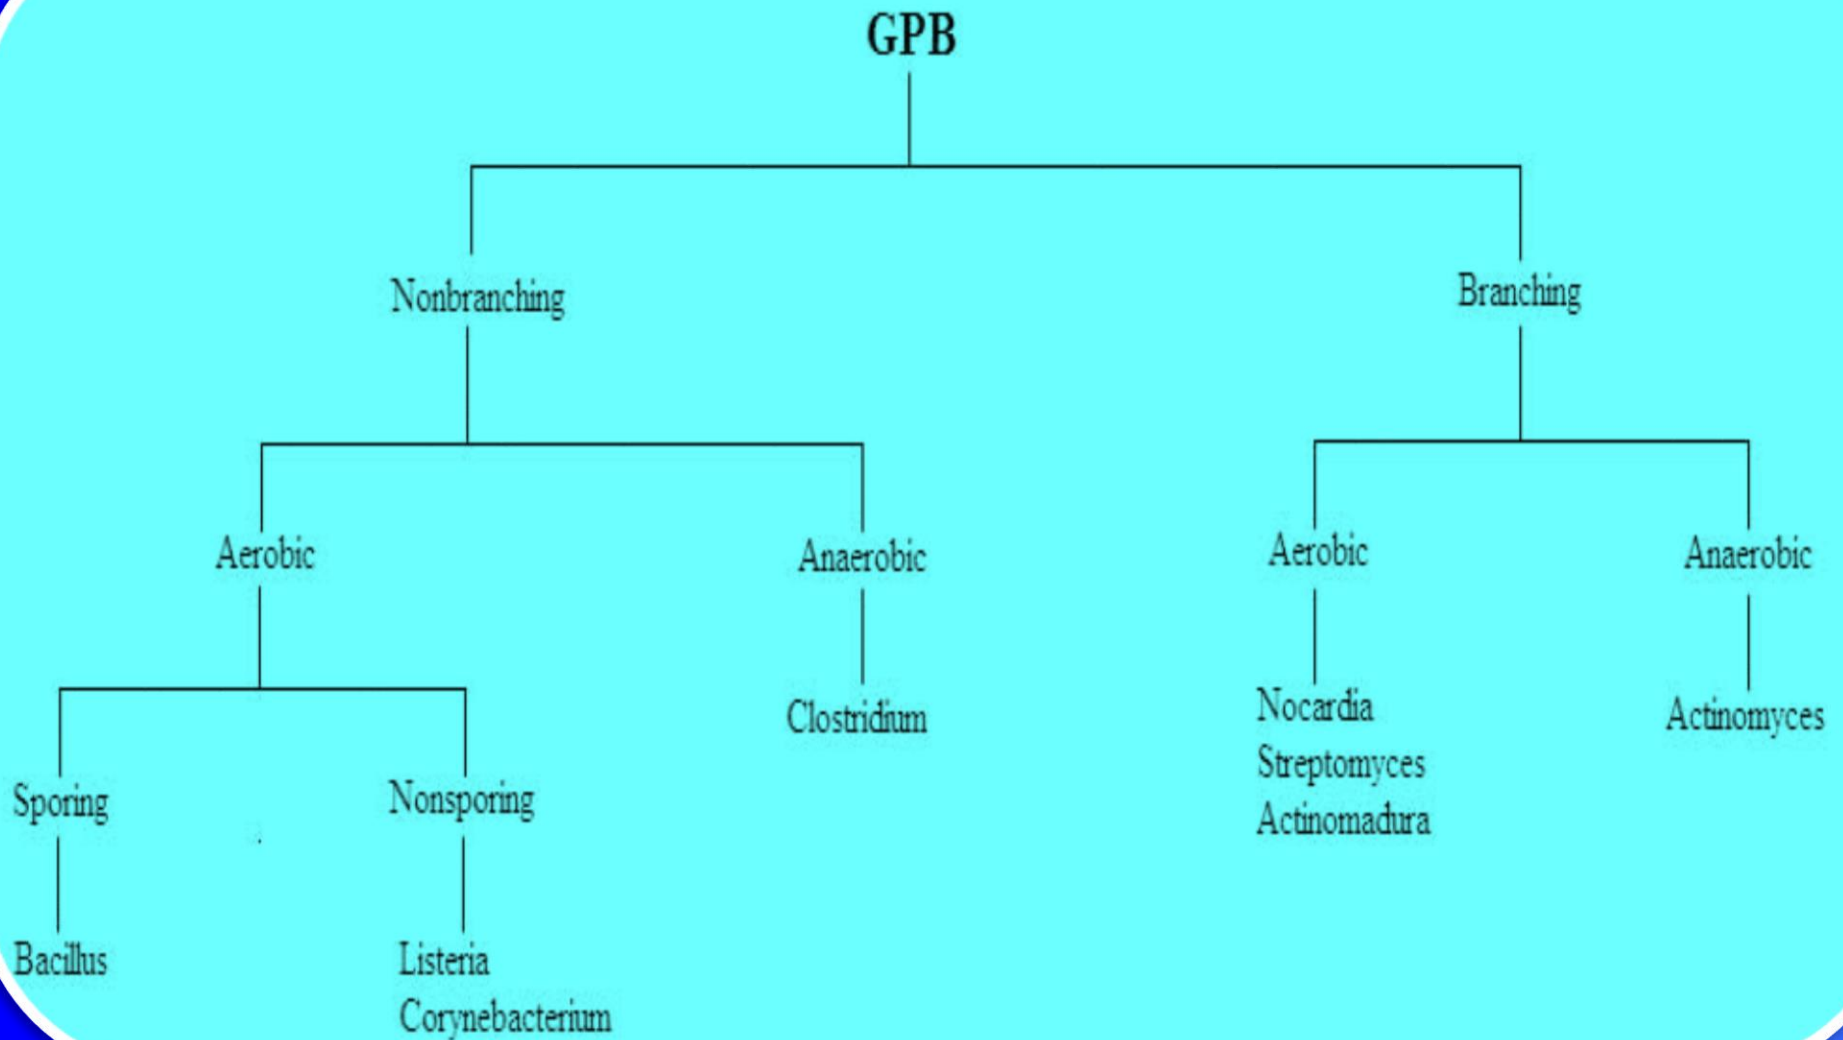 GPB
Nonbranching
Branching
Aerobic
Anaerobic
Aerobic
Anaerobic
Clostridium
Nocardia
Streptomyces
Actinomadura
Actinomyces
Sporing
Nonsporing
Bacillus
Listeria
Corynebacterium